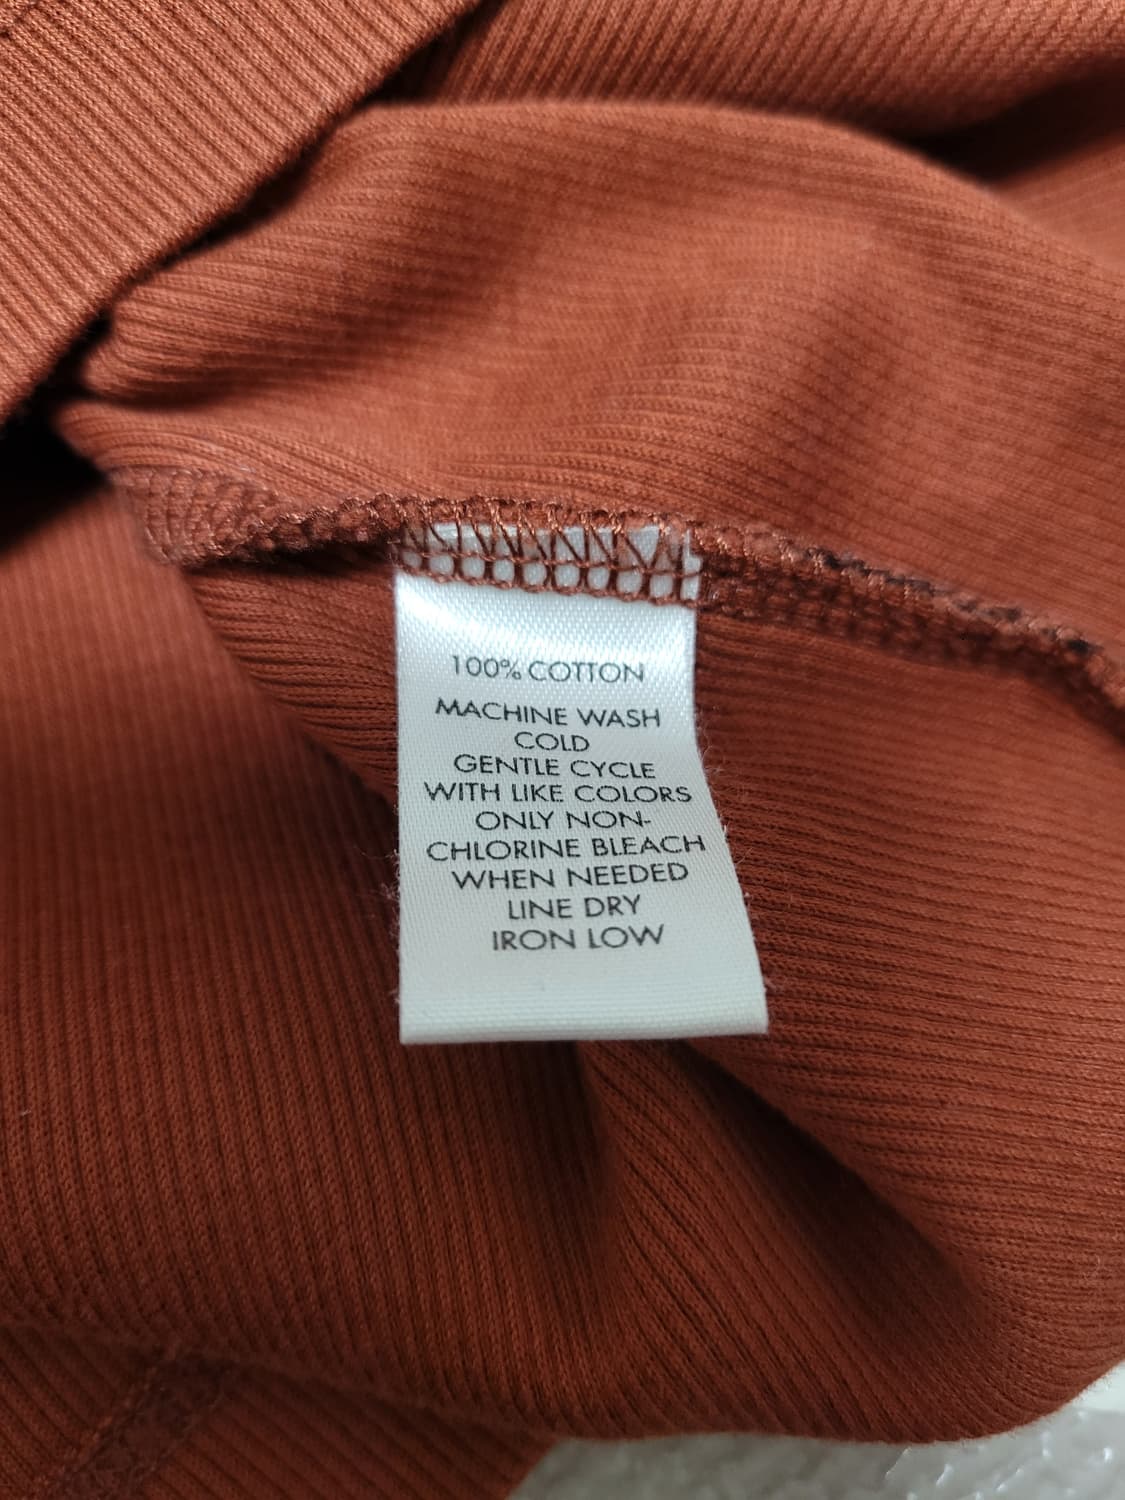 100% COTTON
MACHINE WASH
COLD
GENTLE CYCLE
WITH LIKE COLORS
ONLY NON-
CHLORINE BLEACH
WHEN NEEDED
LINE DRY
IRON LOW